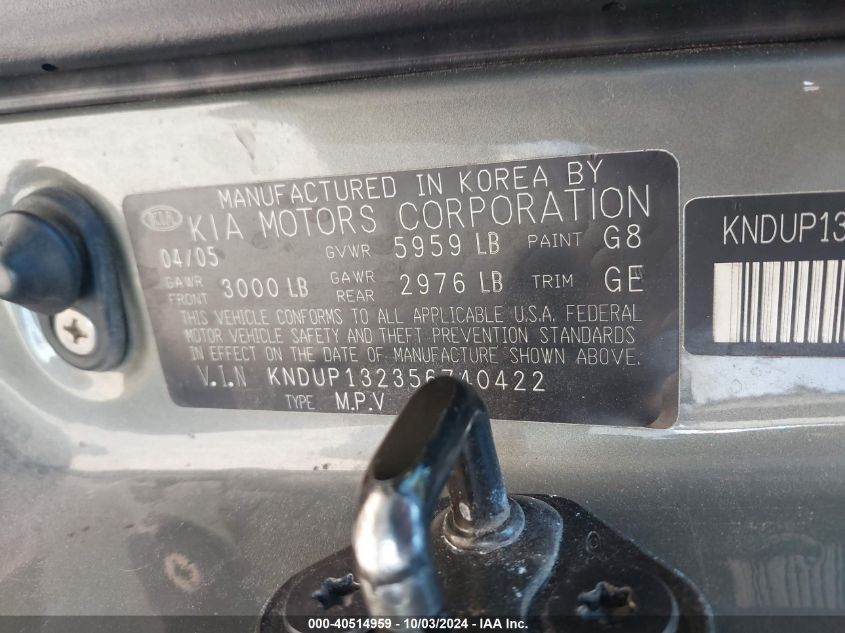 MANUFACTURED IN KOREA BY
KIA
KIA MOTORS CORPORATION
04/05 GVWR 5959 LB PAINT G8
GAWR FRONT 3000 LB GAWR REAR 2976 LB TRIM GE
THIS VEHICLE CONFORMS TO ALL APPLICABLE U.S.A. FEDERAL
MOTOR VEHICLE SAFETY AND THEFT PREVENTION STANDARDS
IN EFFECT ON THE DATE OF MANUFACTURE SHOWN ABOVE.
V.I.N KNDUP132356740422
TYPE M.P.V
KNDUP13
000-40514959 - 10/03/2024 - IAAI.COM